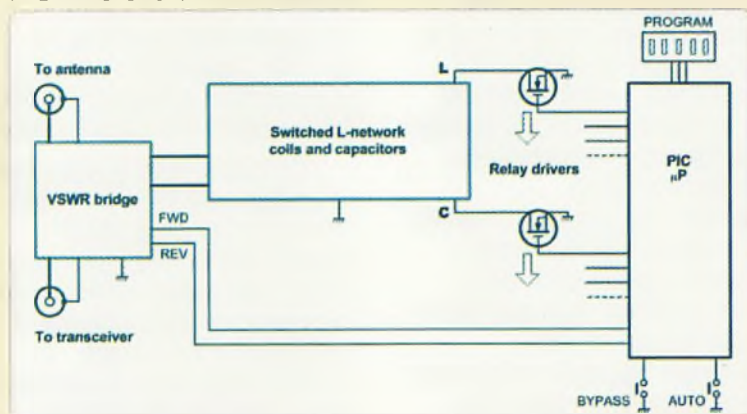 PROGRAM
To antenna
L
Switched L-network
coils and capacitors
Relay drivers
PIC
µP
VSWR bridge
FWD
REV
C
To transceiver
BYPASS
AUTO